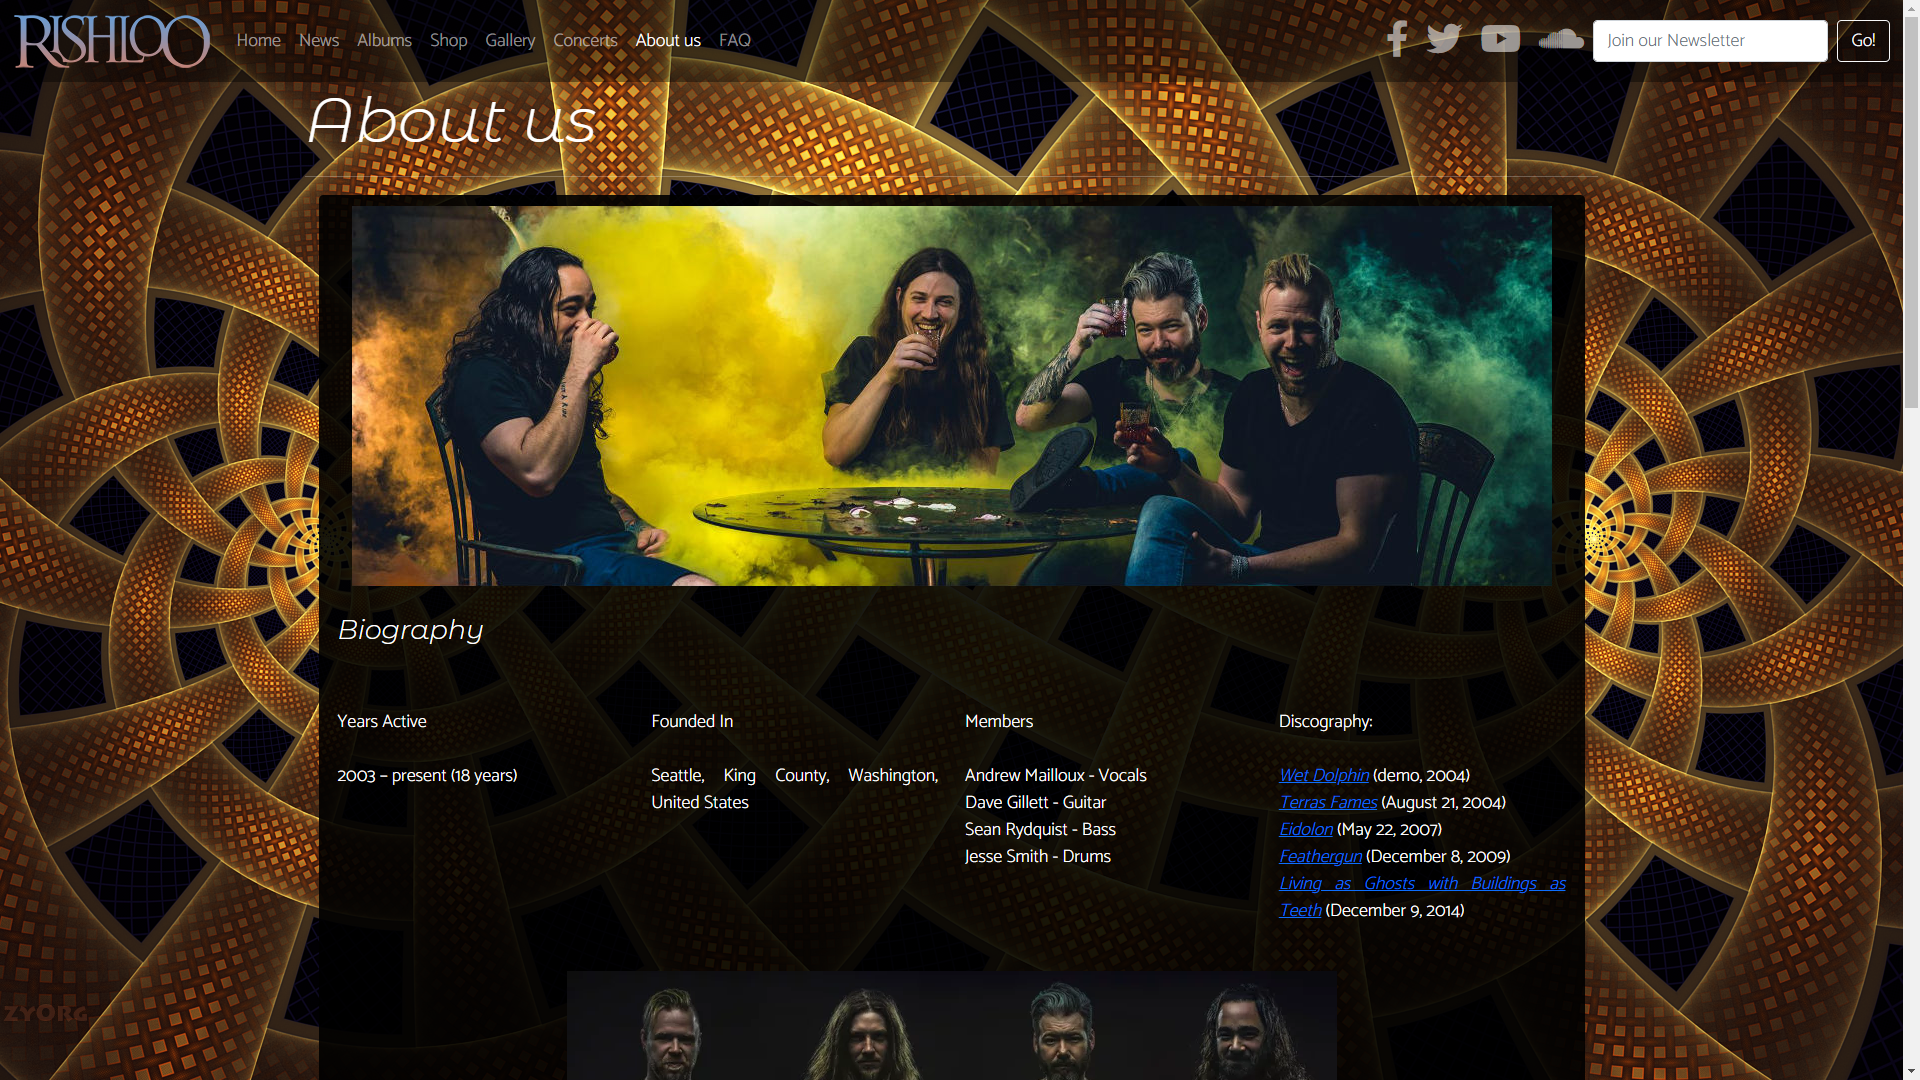 RISHLOO
Home News Albums Shop Gallery Concerts About us FAQ
Join our Newsletter
Go!
About us
Biography
Years Active
2003 – present (18 years)
Founded In
Seattle, King County, Washington,
United States
Members
Andrew Mailloux - Vocals
Dave Gillett - Guitar
Sean Rydquist - Bass
Jesse Smith - Drums
Discography:
Wet Dolphin (demo, 2004)
Terras Fames (August 21, 2004)
Eidolon (May 22, 2007)
Feathergun (December 8, 2009)
Living as Ghosts with Buildings as
Teeth (December 9, 2014)
ZYORG